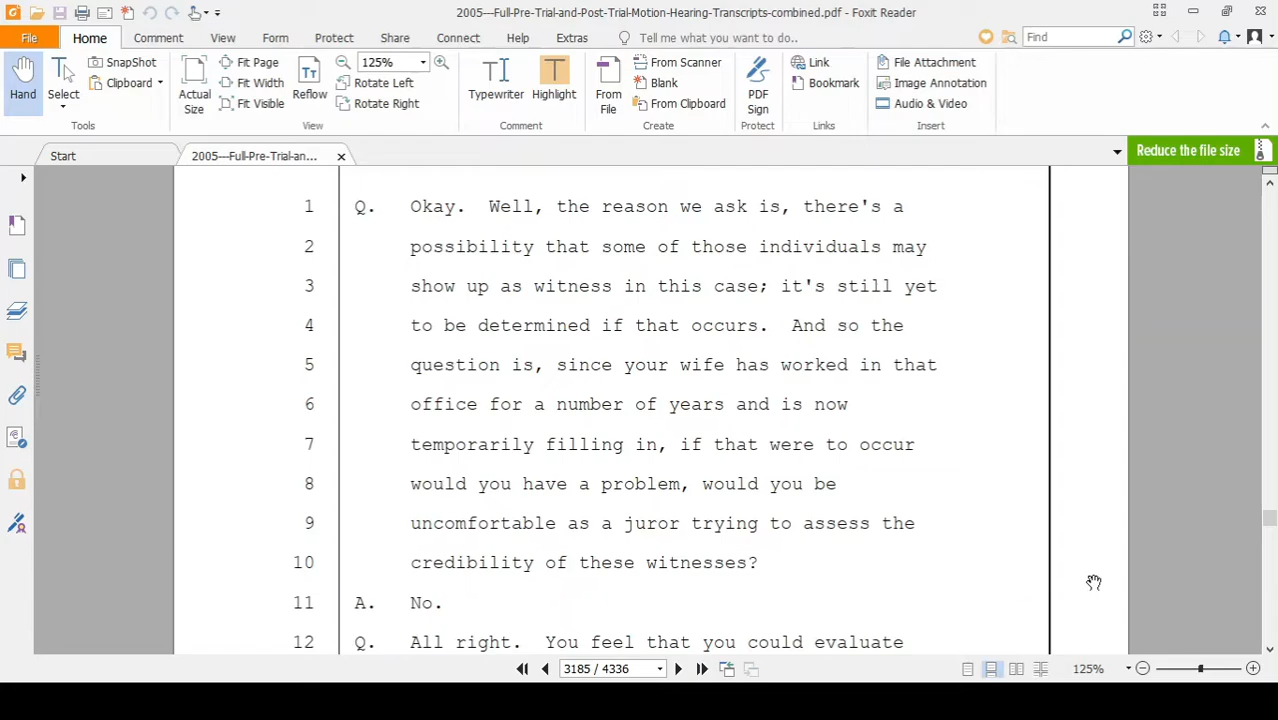 2005---Full-Pre-Trial-and-Post-Trial-Motion-Hearing-Transcripts-combined.pdf - Foxit Reader
File Home Comment View Form Protect Share Connect Help Extras Tell me what you want to do.. Find
Hand
Select
SnapShot
Clipboard
Tools
Actual Size
Fit Page
Fit Width
Fit Visible
Reflow
125%
Rotate Left
Rotate Right
View
Typewriter
Highlight
Comment
From File
From Scanner
Blank
From Clipboard
Create
PDF Sign
Protect
Link
Bookmark
Links
File Attachment
Image Annotation
Audio & Video
Insert
Start
2005---Full-Pre-Trial-an...
Reduce the file size
1 Q. Okay. Well, the reason we ask is, there's a
2 possibility that some of those individuals may
3 show up as witness in this case; it's still yet
4 to be determined if that occurs. And so the
5 question is, since your wife has worked in that
6 office for a number of years and is now
7 temporarily filling in, if that were to occur
8 would you have a problem, would you be
9 uncomfortable as a juror trying to assess the
10 credibility of these witnesses?
11 A. No.
12 Q. All right. You feel that you could evaluate
3185 / 4336
125%